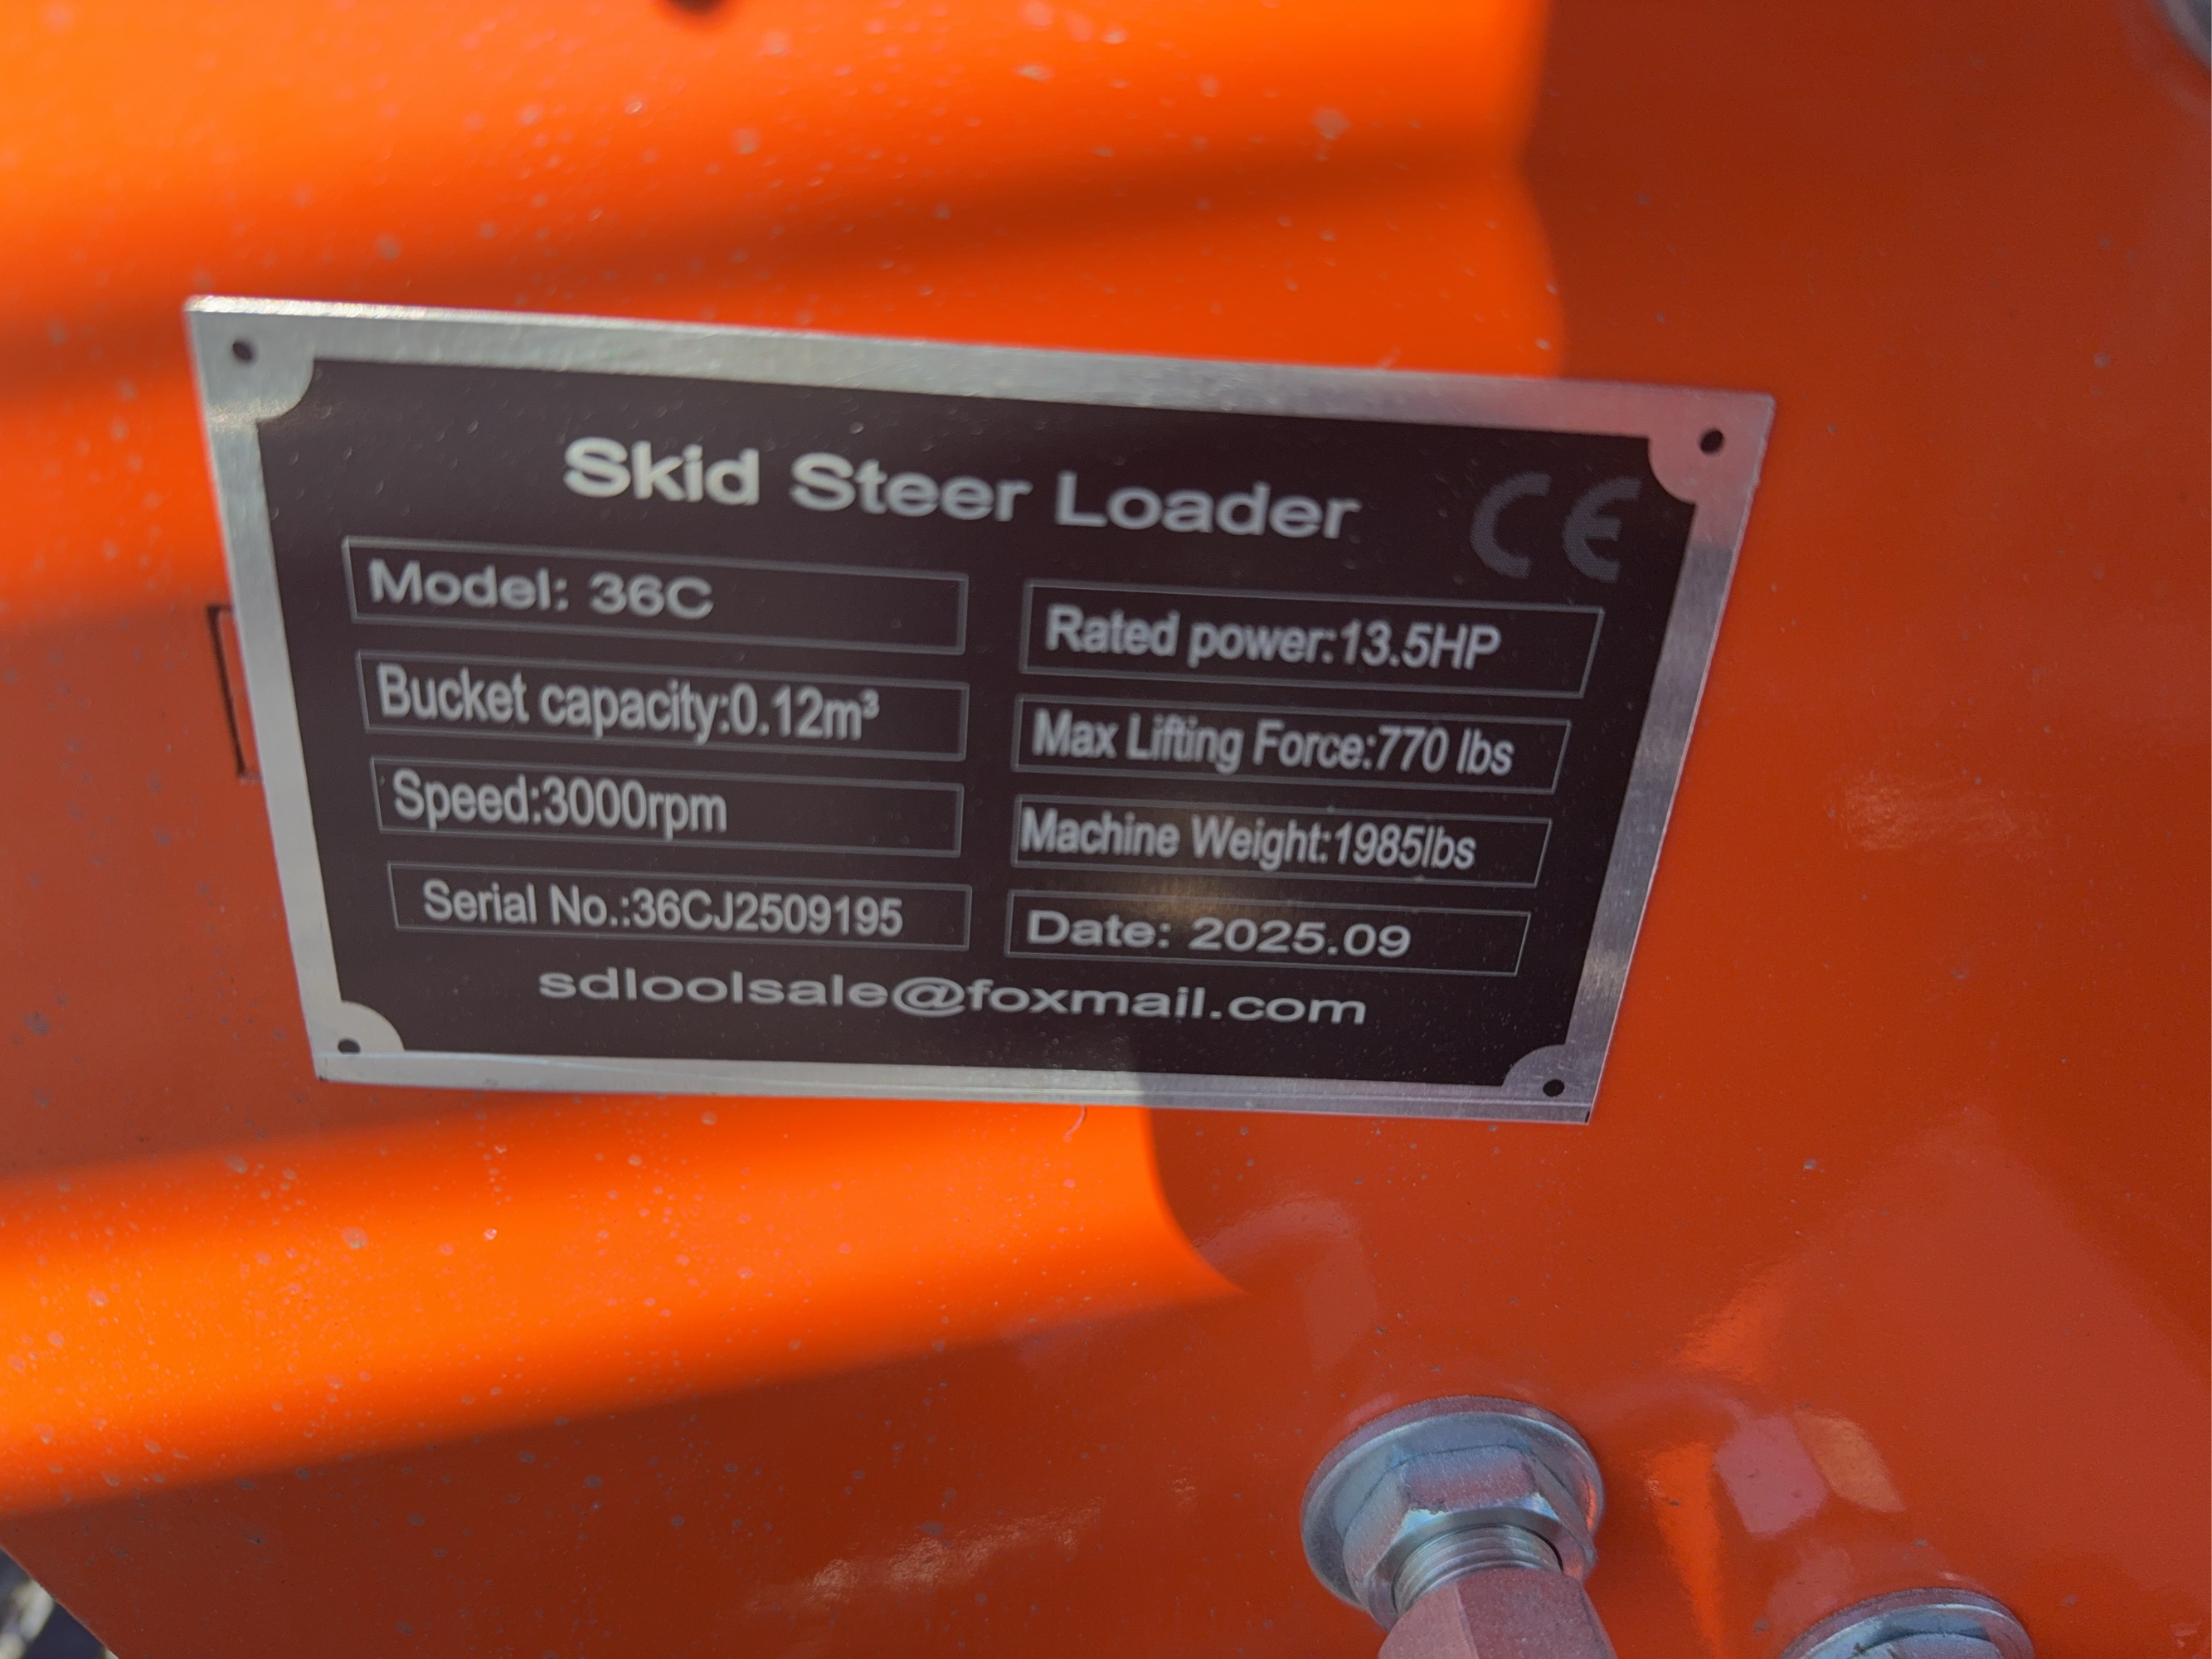 Skid Steer Loader CE
Model: 36C
Rated power:13.5HP
Bucket capacity:0.12m³
Max Lifting Force:770 lbs
Speed:3000rpm
Machine Weight:1985lbs
Serial No.:36CJ2509195
Date: 2025.09
sdloolsale@foxmail.com